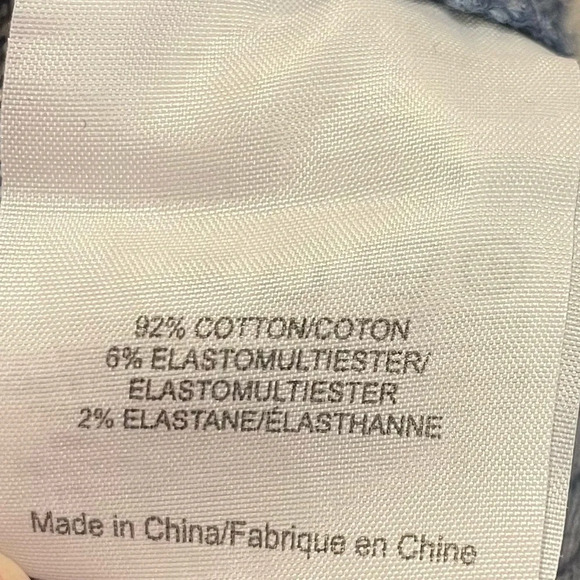 92% COTTON/COTON
6% ELASTOMULTIESTER/
ELASTOMULTIESTER
2% ELASTANE/ÉLASTHANNE
Made in China/Fabrique en Chine